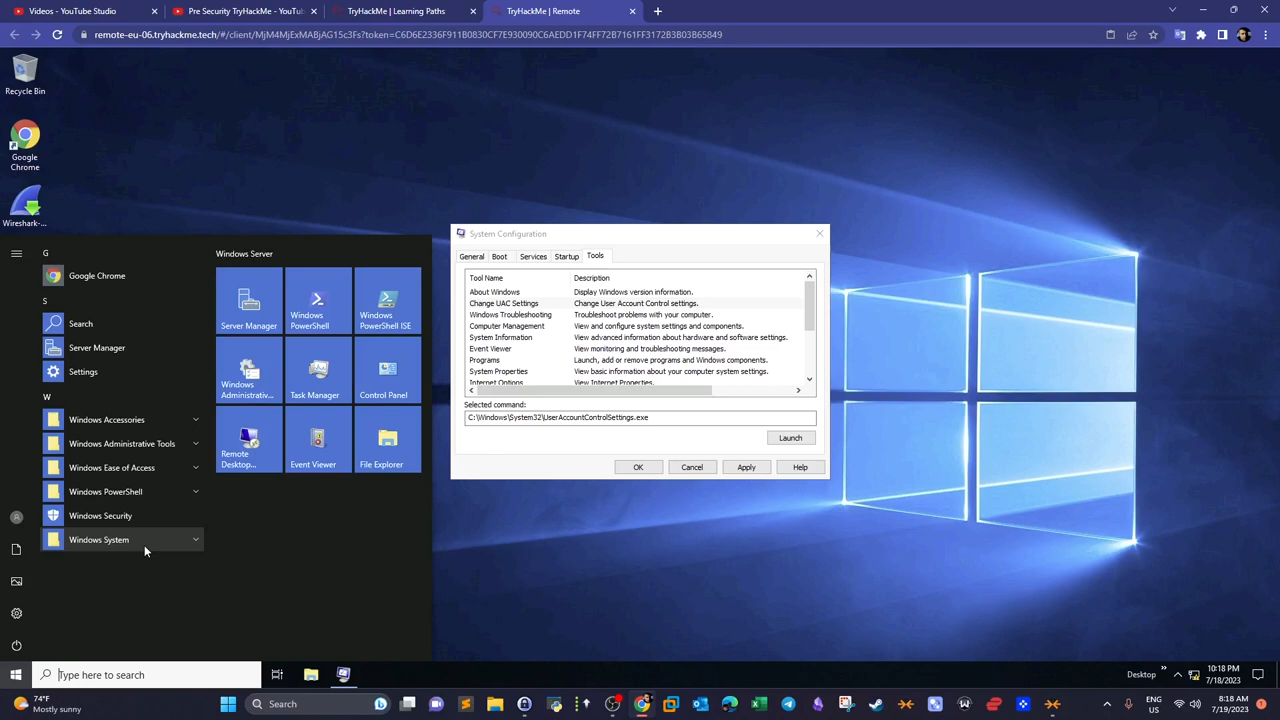 Videos - YouTube Studio
Pre Security TryHackMe - YouTub
TryHackMe | Learning Paths
TryHackMe | Remote
remote-eu-06.tryhackme.tech/#/client/MjM4MjExMABjAG15c3Fs?token=C6D6E2336F911B0830CF7E930090C6AEDD1F74FF72B7161FF3172B3B03B65849
Recycle Bin
Google
Chrome
Wireshark-...
G
Google Chrome
S
Search
Server Manager
Settings
W
Windows Accessories
Windows Administrative Tools
Windows Ease of Access
Windows PowerShell
Windows Security
Windows System
Windows Server
Server Manager
Windows
PowerShell
Windows
PowerShell ISE
Windows
Administrativ...
Task Manager
Control Panel
Remote
Desktop...
Event Viewer
File Explorer
System Configuration
General
Boot
Services
Startup
Tools
Tool Name
Description
About Windows
Display Windows version information.
Change UAC Settings
Change User Account Control settings.
Windows Troubleshooting
Troubleshoot problems with your computer.
Computer Management
View and configure system settings and components.
System Information
View advanced information about hardware and software settings.
Event Viewer
View monitoring and troubleshooting messages.
Programs
Launch, add or remove programs and Windows components.
System Properties
View basic information about your computer system settings.
Internet Options
View Internet Properties.
Selected command:
C:\Windows\System32\UserAccountControlSettings.exe
Launch
OK
Cancel
Apply
Help
Type here to search
Desktop
10:18 PM
7/18/2023
74°F
Mostly sunny
Search
ENG
US
8:18 AM
7/19/2023